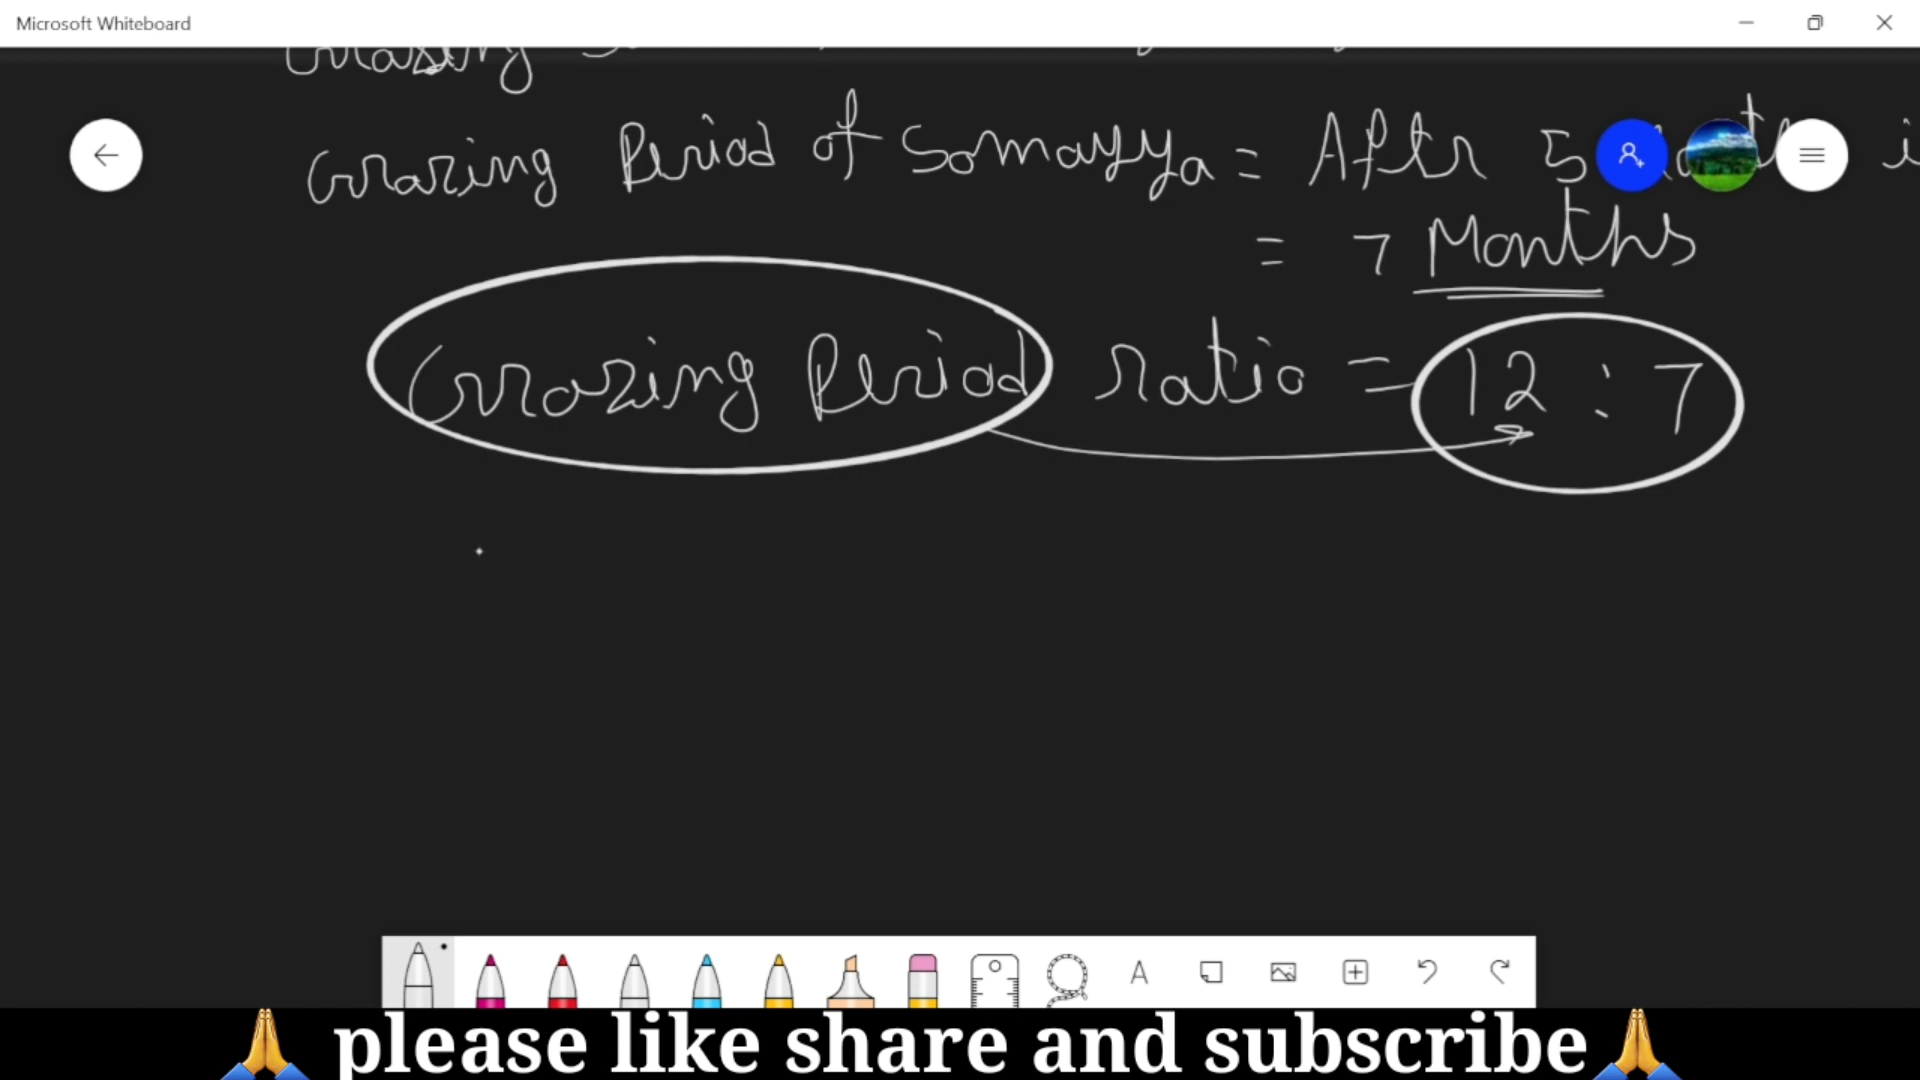 Microsoft Whiteboard
Grazing
Grazing Period of Somayya = After 5
= 7 Months
Grazing Period ratio = 12 : 7
A
🙏 please like share and subscribe 🙏